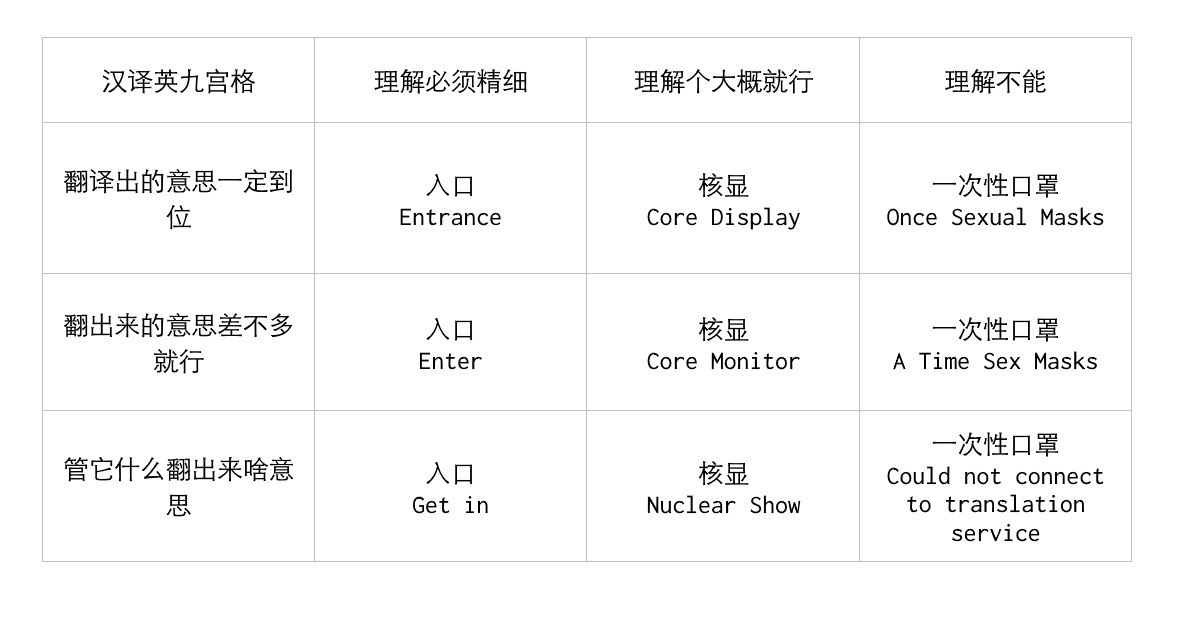 汉译英九宫格
理解必须精细
理解个大概就行
理解不能
翻译出的意思一定到
位
入口
Entrance
核显
Core Display
一次性口罩
Once Sexual Masks
翻出来的意思差不多
就行
入口
Enter
核显
Core Monitor
一次性口罩
A Time Sex Masks
管它什么翻出来啥意
思
入口
Get in
核显
Nuclear Show
一次性口罩
Could not connect
to translation
service